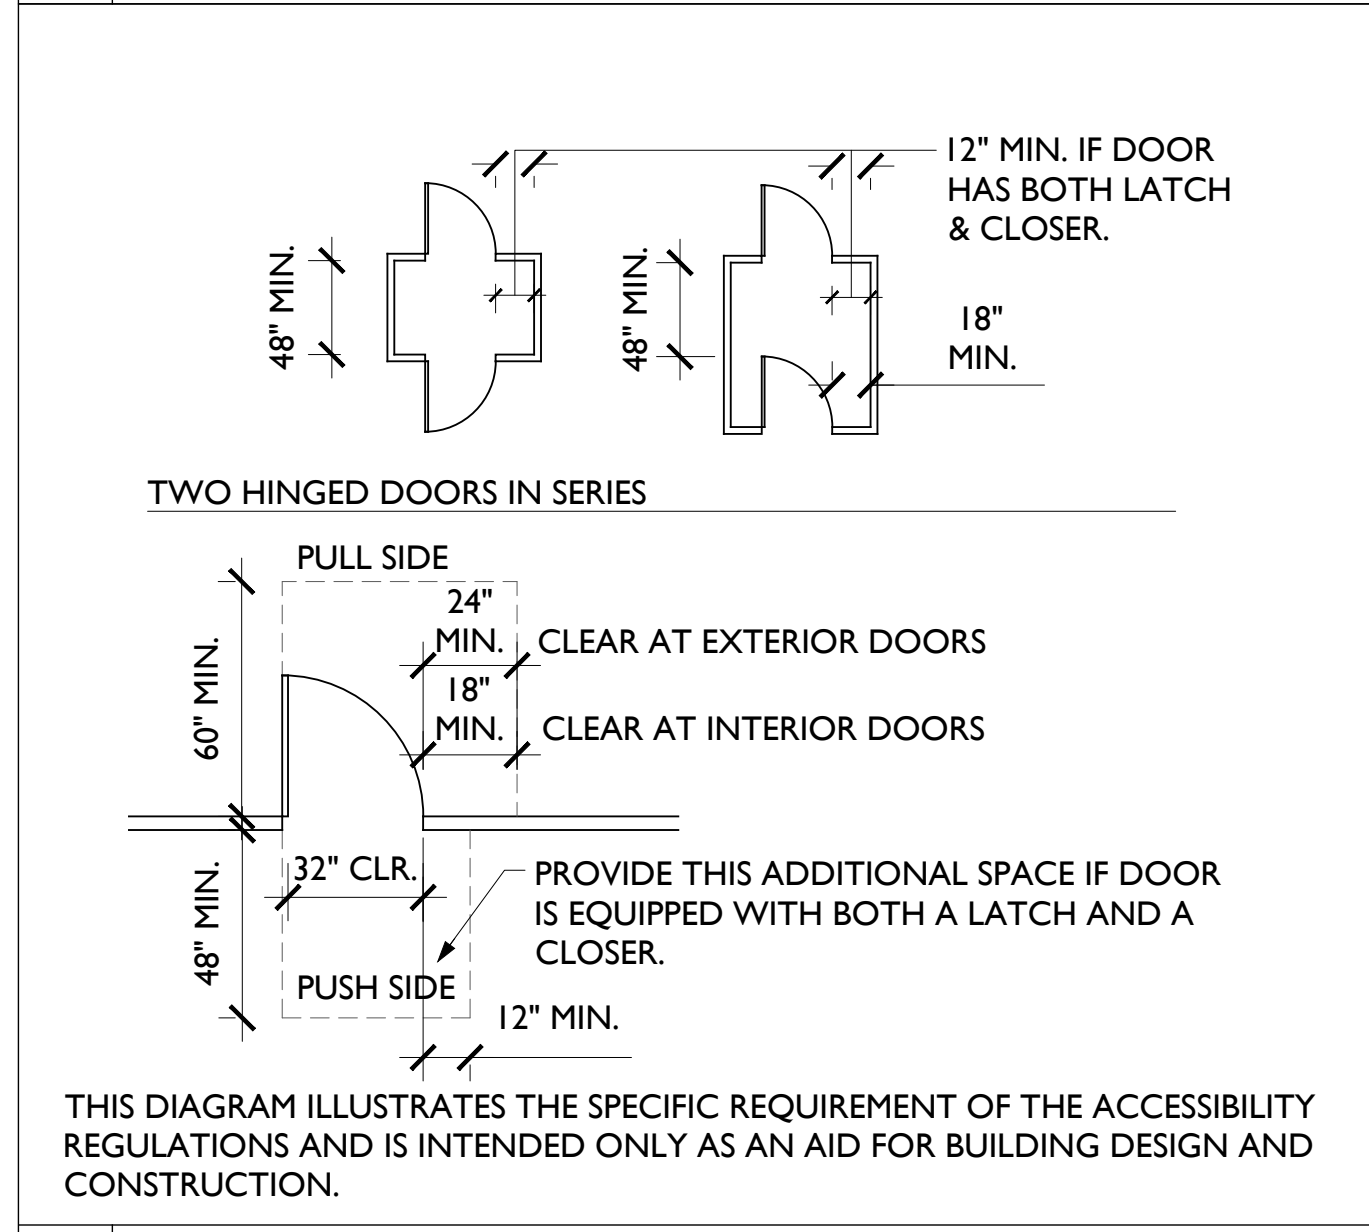 12" MIN. IF DOOR
HAS BOTH LATCH
& CLOSER.
48" MIN.
48" MIN.
18"
MIN.
TWO HINGED DOORS IN SERIES
PULL SIDE
24"
MIN. CLEAR AT EXTERIOR DOORS
60" MIN.
18"
MIN. CLEAR AT INTERIOR DOORS
32" CLR.
PROVIDE THIS ADDITIONAL SPACE IF DOOR
IS EQUIPPED WITH BOTH A LATCH AND A
CLOSER.
48" MIN.
PUSH SIDE
12" MIN.
THIS DIAGRAM ILLUSTRATES THE SPECIFIC REQUIREMENT OF THE ACCESSIBILITY
REGULATIONS AND IS INTENDED ONLY AS AN AID FOR BUILDING DESIGN AND
CONSTRUCTION.